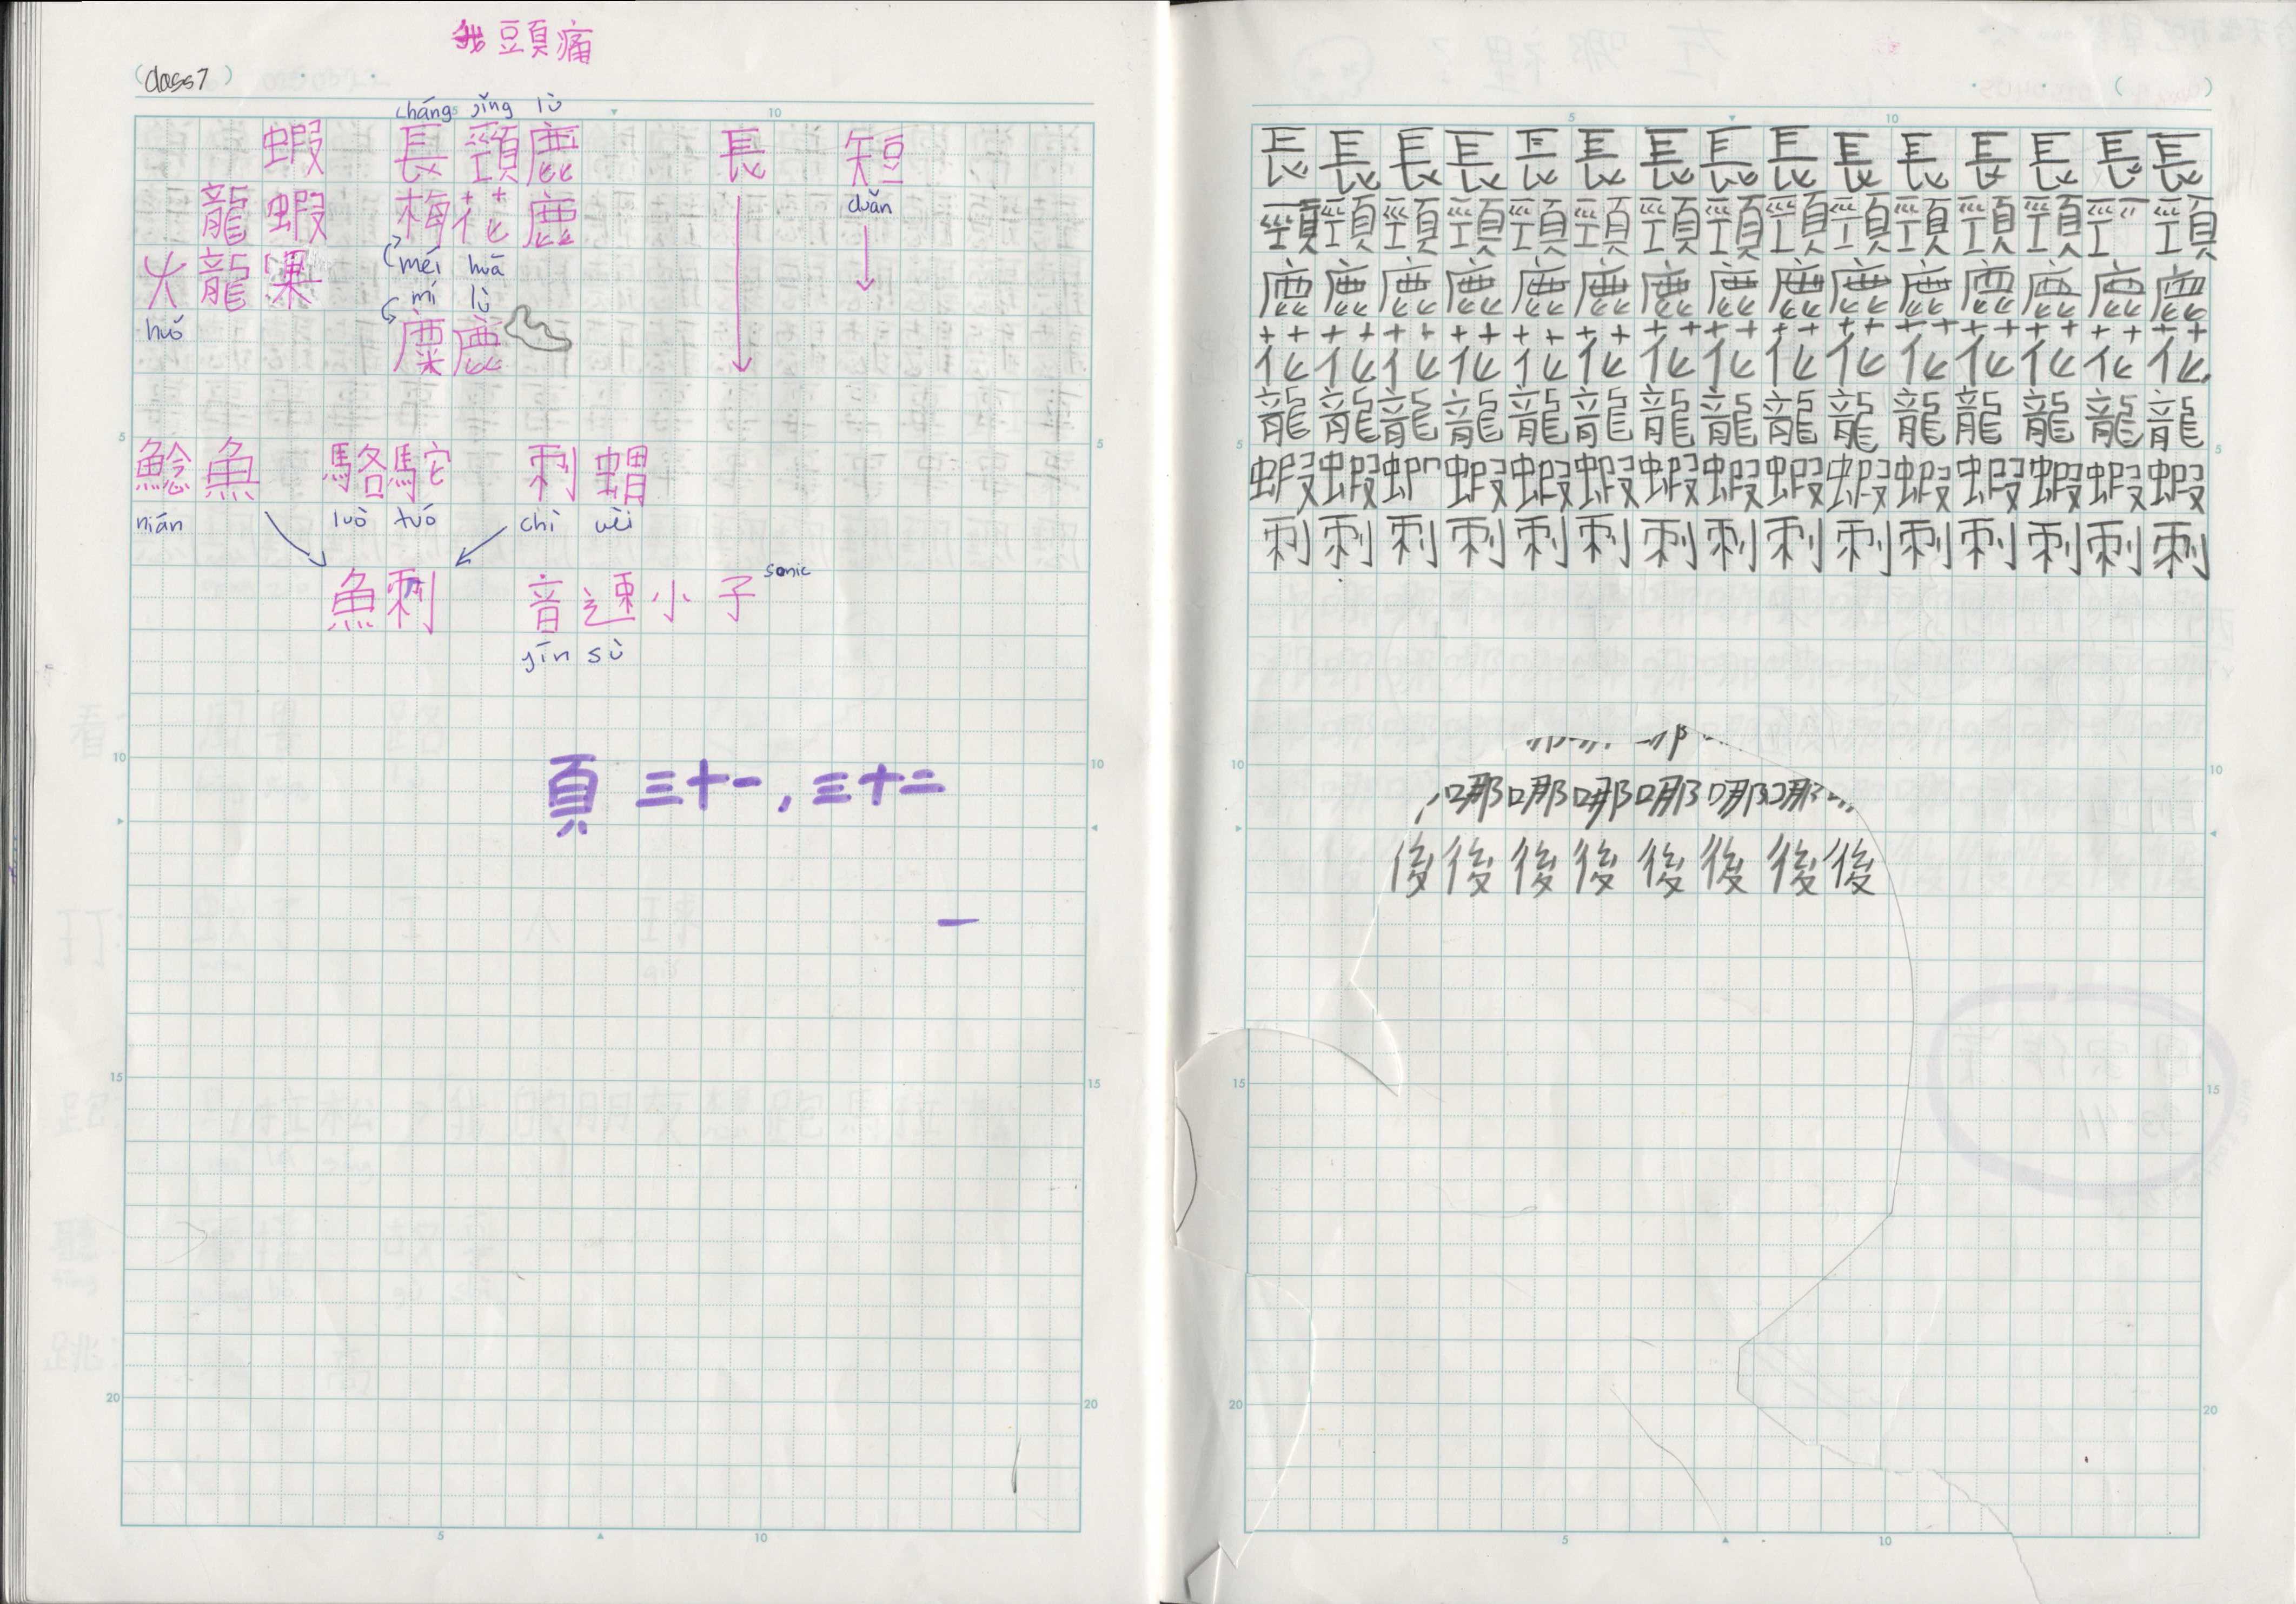 我頭痛
(class 7)
cháng jǐng lù
蝦 長頸鹿 長 短
龍蝦 梅花鹿 duǎn
méi huā
火龍
mí lù
huǒ 麋鹿
鯰魚 駱駝 刺蝟
nián luò tuó chì wèi
魚刺 音速小子 sonic
yīn sù
頁 三十一, 三十二
一
長長長長長長長長長長長長長長長
頸頸頸頸頸頸頸頸頸頸頸頸頸頸
鹿鹿鹿鹿鹿鹿鹿鹿鹿鹿鹿鹿鹿鹿鹿
花花花花花花花花花花花花花花花
龍龍龍龍龍龍龍龍龍龍龍龍龍龍龍
蝦蝦蝦蝦蝦蝦蝦蝦蝦蝦蝦蝦蝦蝦
刺刺刺刺刺刺刺刺刺刺刺刺刺刺刺
哪哪哪哪哪哪
後後後後後後後後